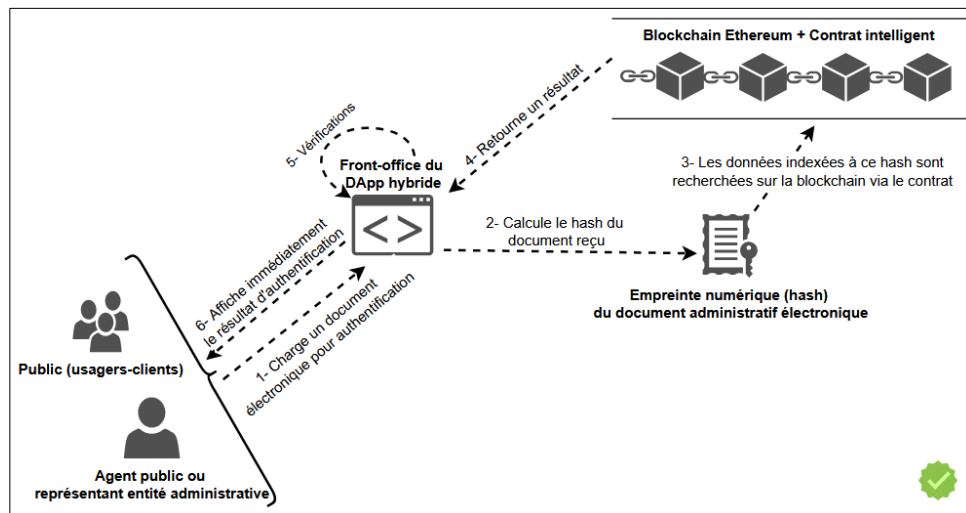 Blockchain Ethereum + Contrat intelligent
4- Retourne un résultat
5- Vérifications
Front-office du
DApp hybride
3- Les données indexées à ce hash sont
recherchées sur la blockchain via le contrat
2- Calcule le hash du
document reçu
Empreinte numérique (hash)
du document administratif électronique
6- Affiche immédiatement
le résultat d'authentification
1- Charge un document
électronique pour authentification
Public (usagers-clients)
Agent public ou
représentant entité administrative